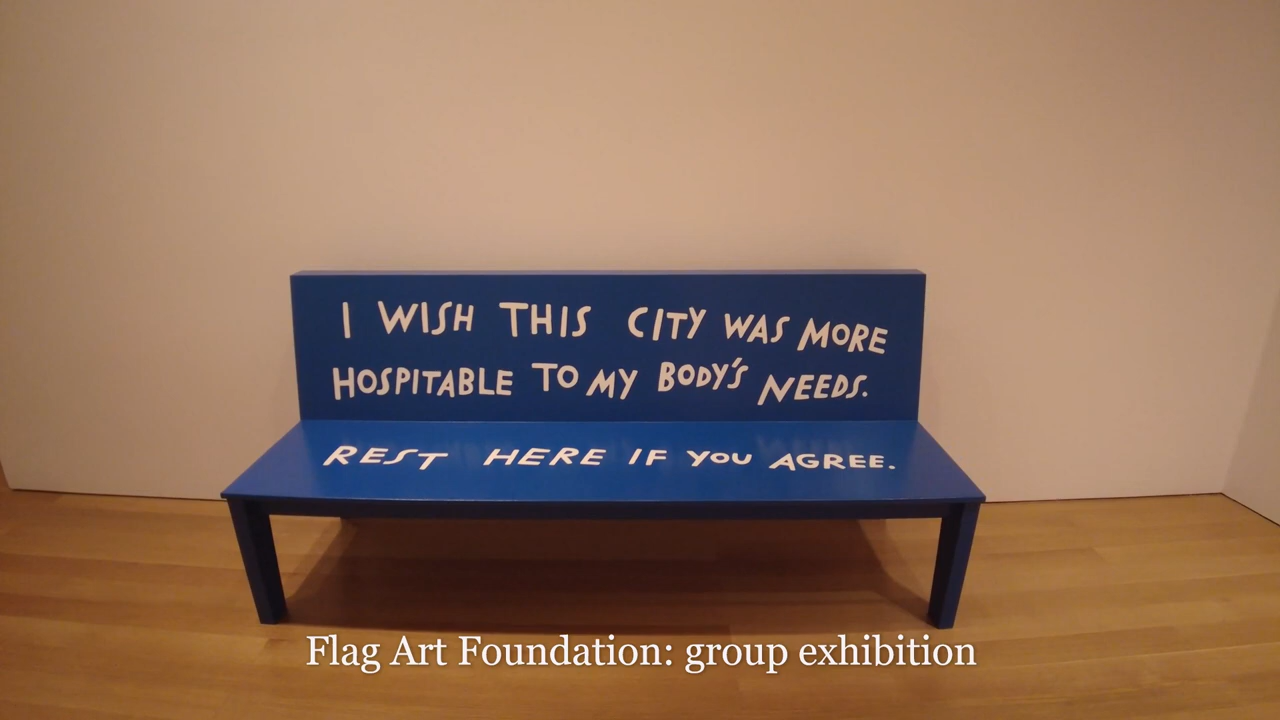 I WISH THIS CITY WAS MORE
HOSPITABLE TO MY BODY'S NEEDS.
REST HERE IF YOU AGREE.
Flag Art Foundation: group exhibition